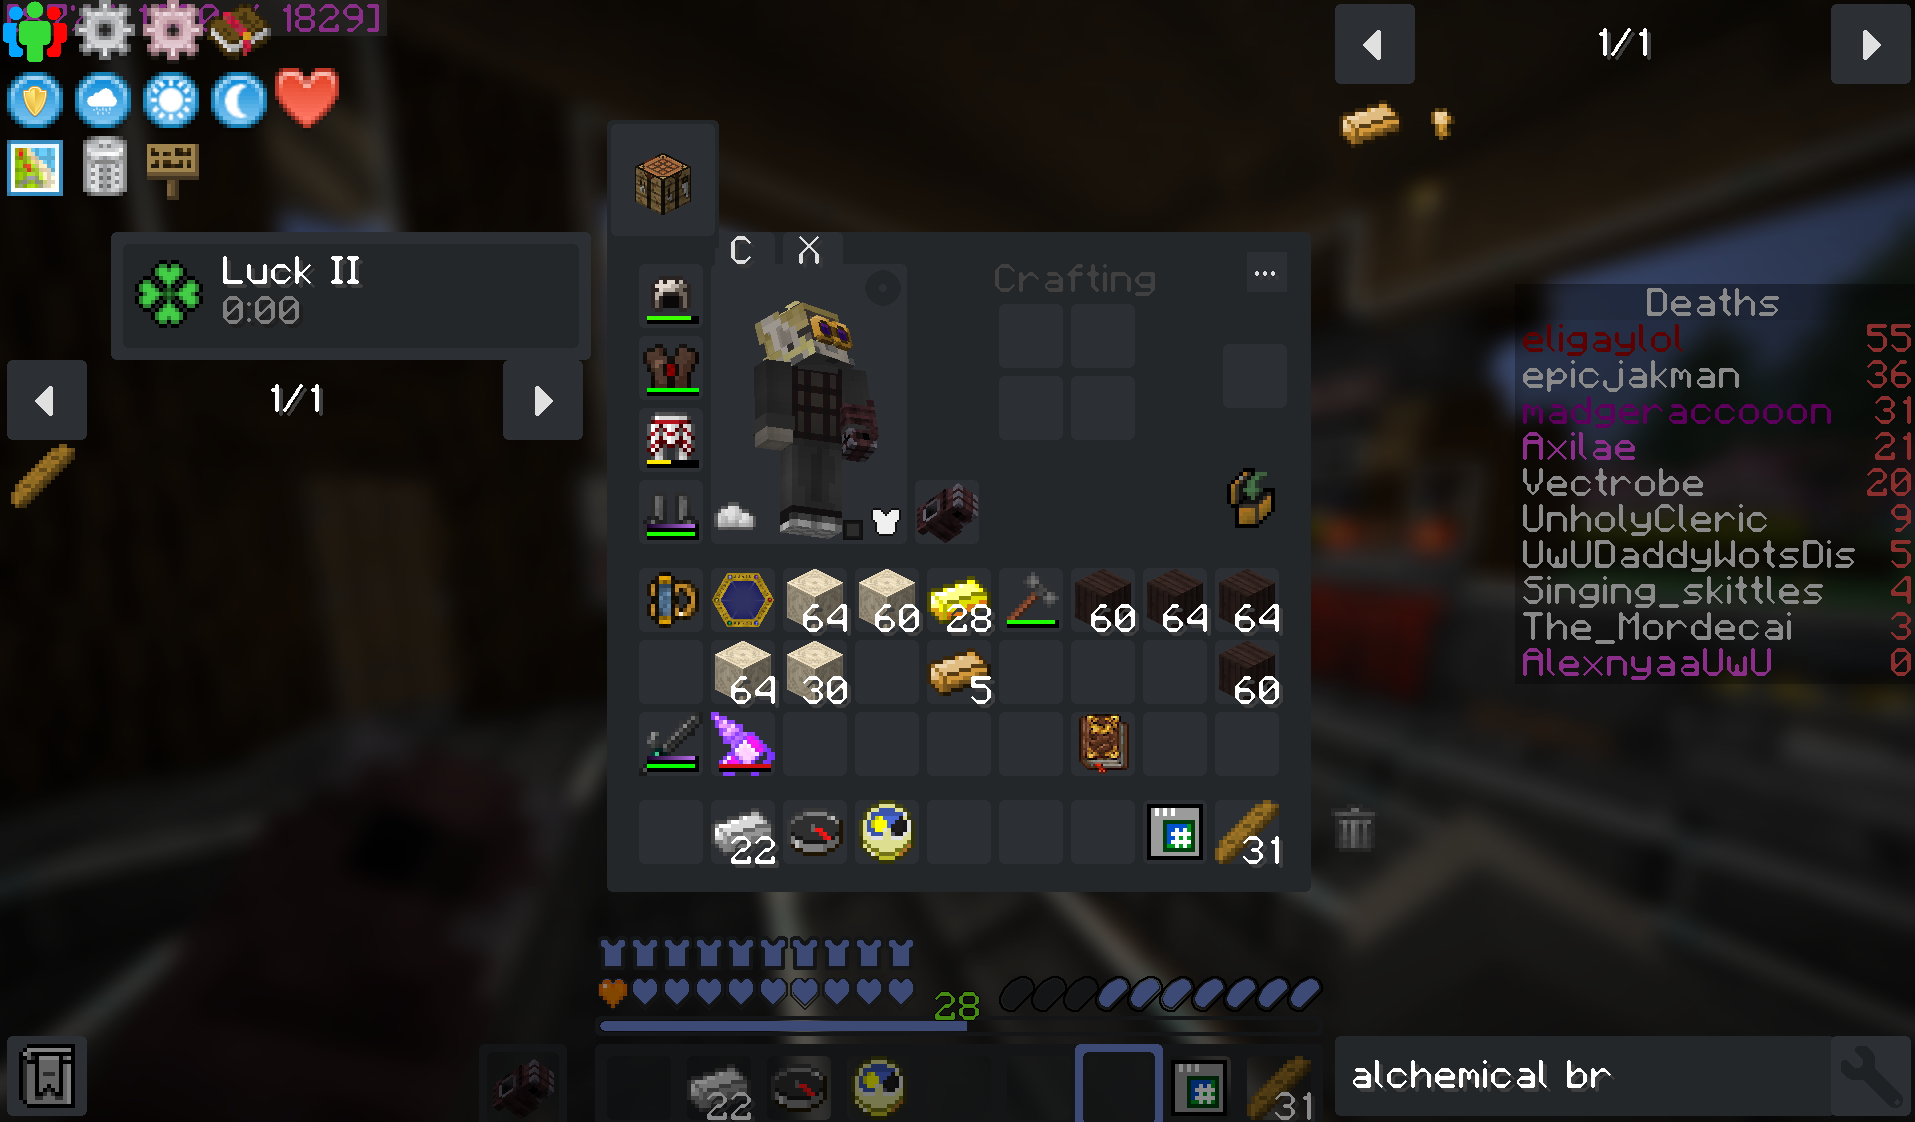 1829]
1/1
Luck II
0:00
1/1
C X
Crafting
...
64 60 28 60 64 64
64 30 5 60
22 31
Deaths
eligaylol 55
epicjakman 36
madgeraccooon 31
Axilae 21
Vectrobe 20
UnholyCleric 9
UwUDaddyWotsDis 5
Singing_skittles 4
The_Mordecai 3
AlexnyaaUwU 0
28
22 31
alchemical br